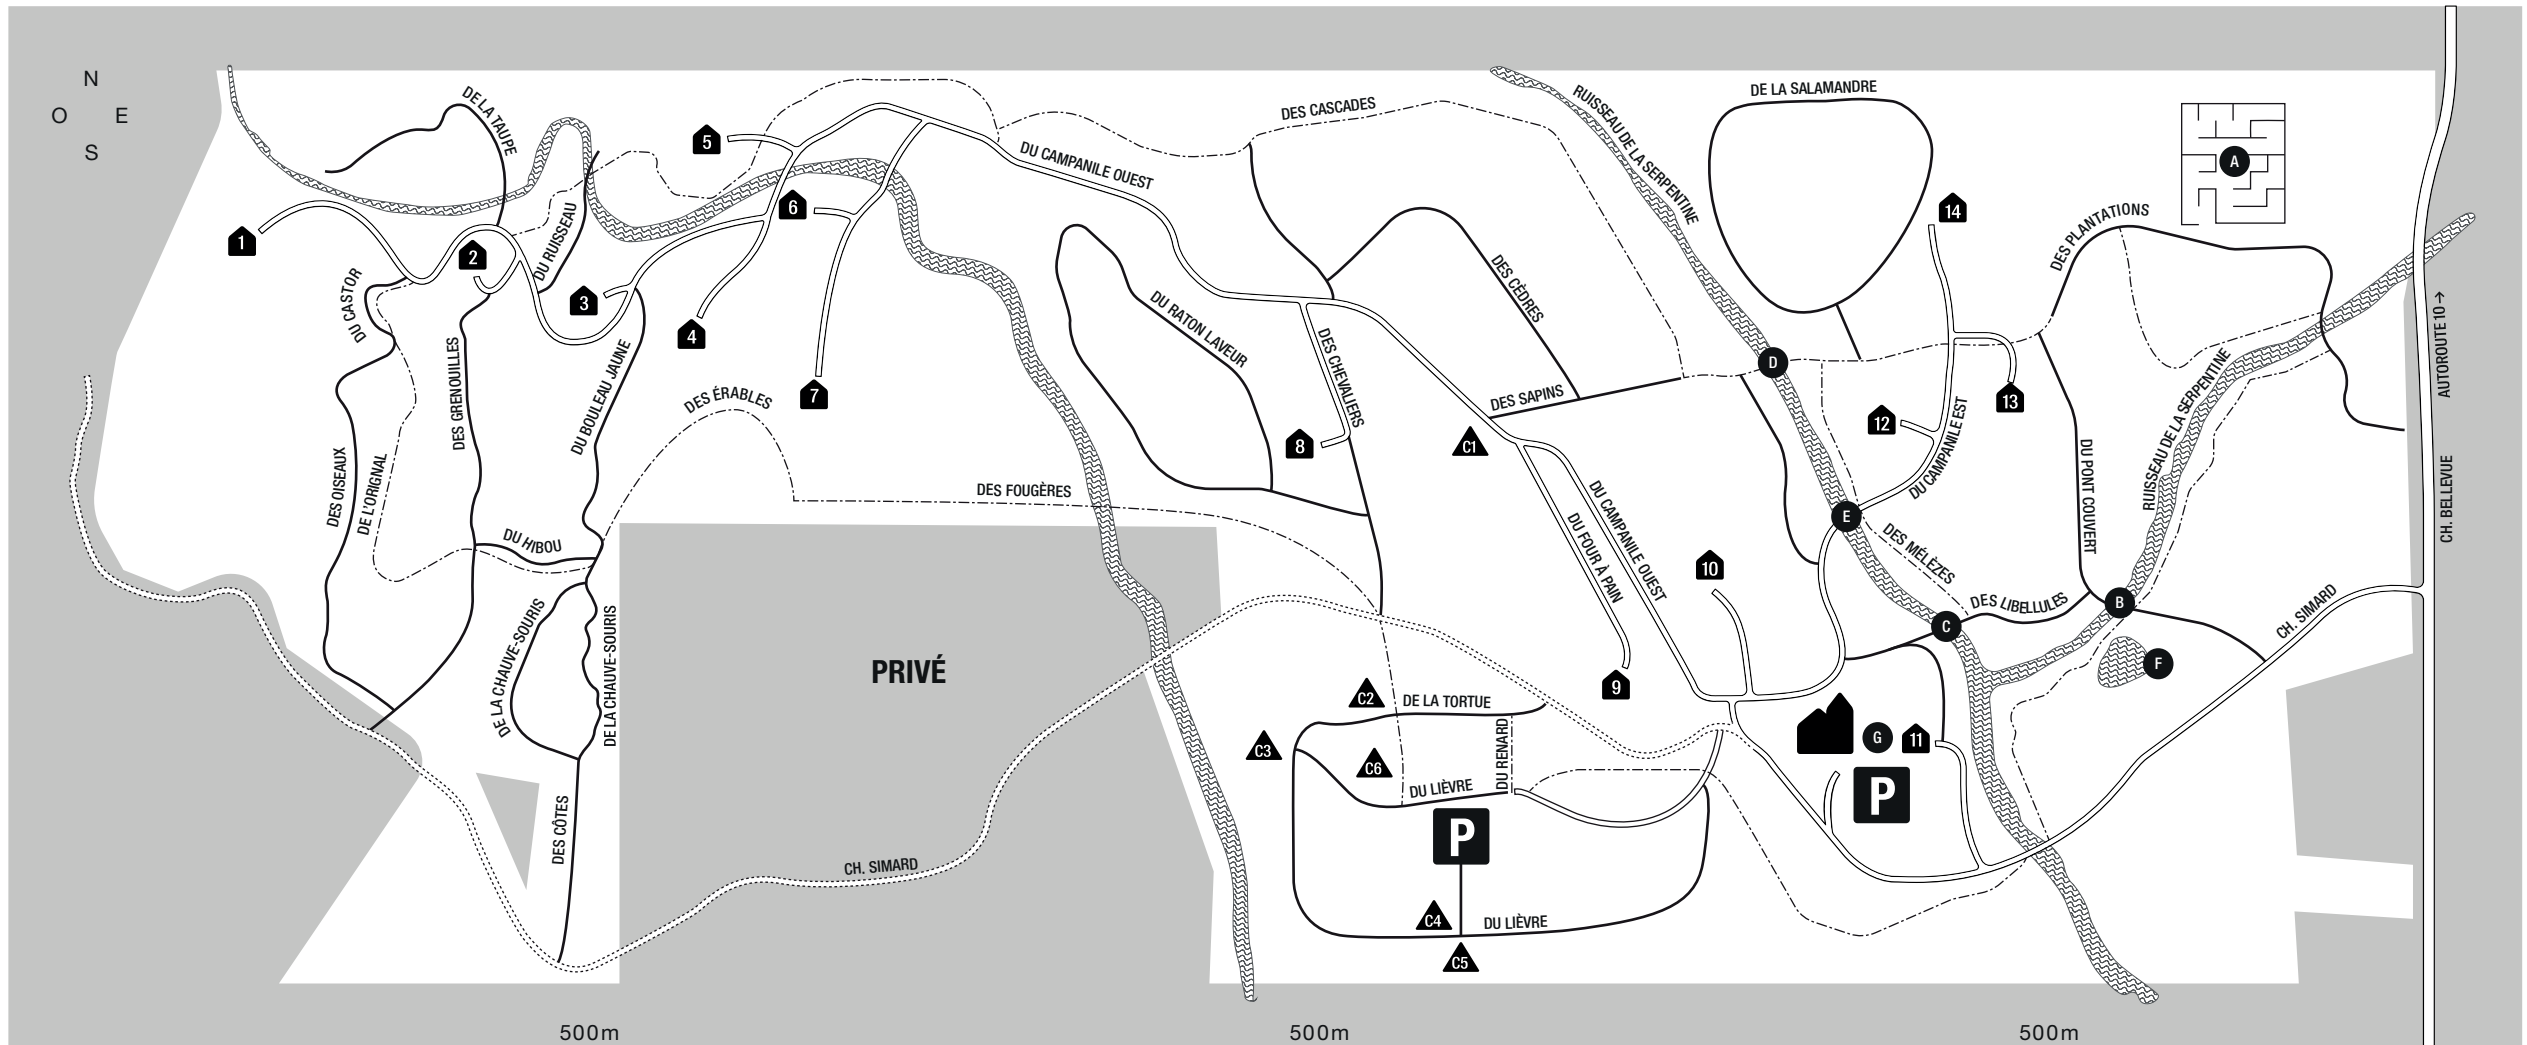 N
O E
S
DE LA TAUPE
DES CASCADES
RUISSEAU DE LA SERPENTINE
DE LA SALAMANDRE
A
5
DU CAMPANILE OUEST
6
14
DES PLANTATIONS
1
2
DU RUISSEAU
DU CASTOR
3
4
DES CÈDRES
DU RATON LAVEUR
AUTOROUTE 10 →
DES GRENOUILLES
DU BOULEAU JAUNE
7
DES CHEVALIERS
D
DES ÉRABLES
DES SAPINS
13
12
RUISSEAU DE LA SERPENTINE
8
C1
DU CAMPANILE EST
DU PONT COUVERT
DES OISEAUX
DE L'ORIGNAL
DES FOUGÈRES
CH. BELLEVUE
DU CAMPANILE OUEST
DU FOUR À PAIN
E
DU HIBOU
DES MÉLÈZES
10
DES LIBELLULES
B
CH. SIMARD
C
DE LA CHAUVE-SOURIS
DE LA CHAUVE-SOURIS
PRIVÉ
F
9
C2
DE LA TORTUE
C3
DU RENARD
G
11
C6
DU LIÈVRE
P
P
DES CÔTES
CH. SIMARD
C4
DU LIÈVRE
C5
500m
500m
500m